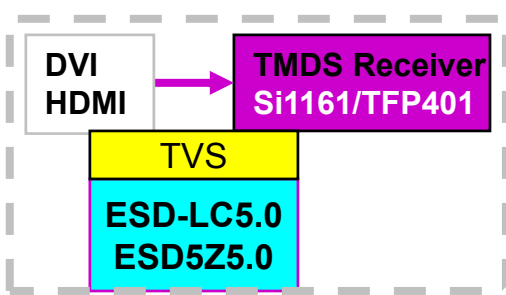 DVI
HDMI
TMDS Receiver
Si1161/TFP401
TVS
ESD-LC5.0
ESD5Z5.0